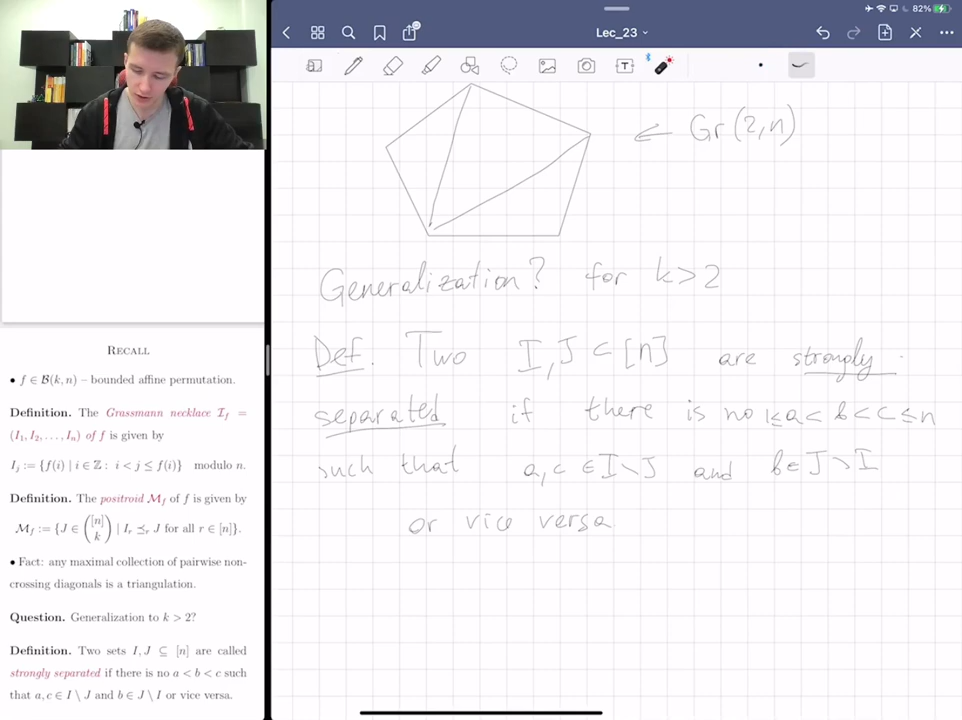 82%
Lec_23
← Gr(2,n)
Generalization? for k>2
Def. Two I, J ⊂ [n] are strongly
separated if there is no 1≤a<b<c≤n
such that a,c ∈ I∖J and b∈J∖I
or vice versa.
RECALL
• f ∈ B(k, n) – bounded affine permutation.
Definition. The Grassmann necklace I_f =
(I₁, I₂, . . . , Iₙ) of f is given by
I_j := {f(i) | i ∈ ℤ : i < j ≤ f(i)} modulo n.
Definition. The positroid M_f of f is given by
M_f := {J ∈ ([n] k) | I_r ⪯_r J for all r ∈ [n]}.
• Fact: any maximal collection of pairwise non-
crossing diagonals is a triangulation.
Question. Generalization to k > 2?
Definition. Two sets I, J ⊆ [n] are called
strongly separated if there is no a < b < c such
that a, c ∈ I \ J and b ∈ J \ I or vice versa.